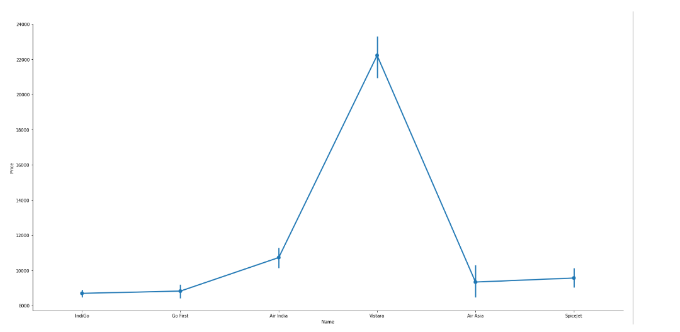 24000
22000
20000
18000
16000
14000
12000
10000
8000
Price
IndiGo
Go First
Air India
Vistara
Air Asia
SpiceJet
Name